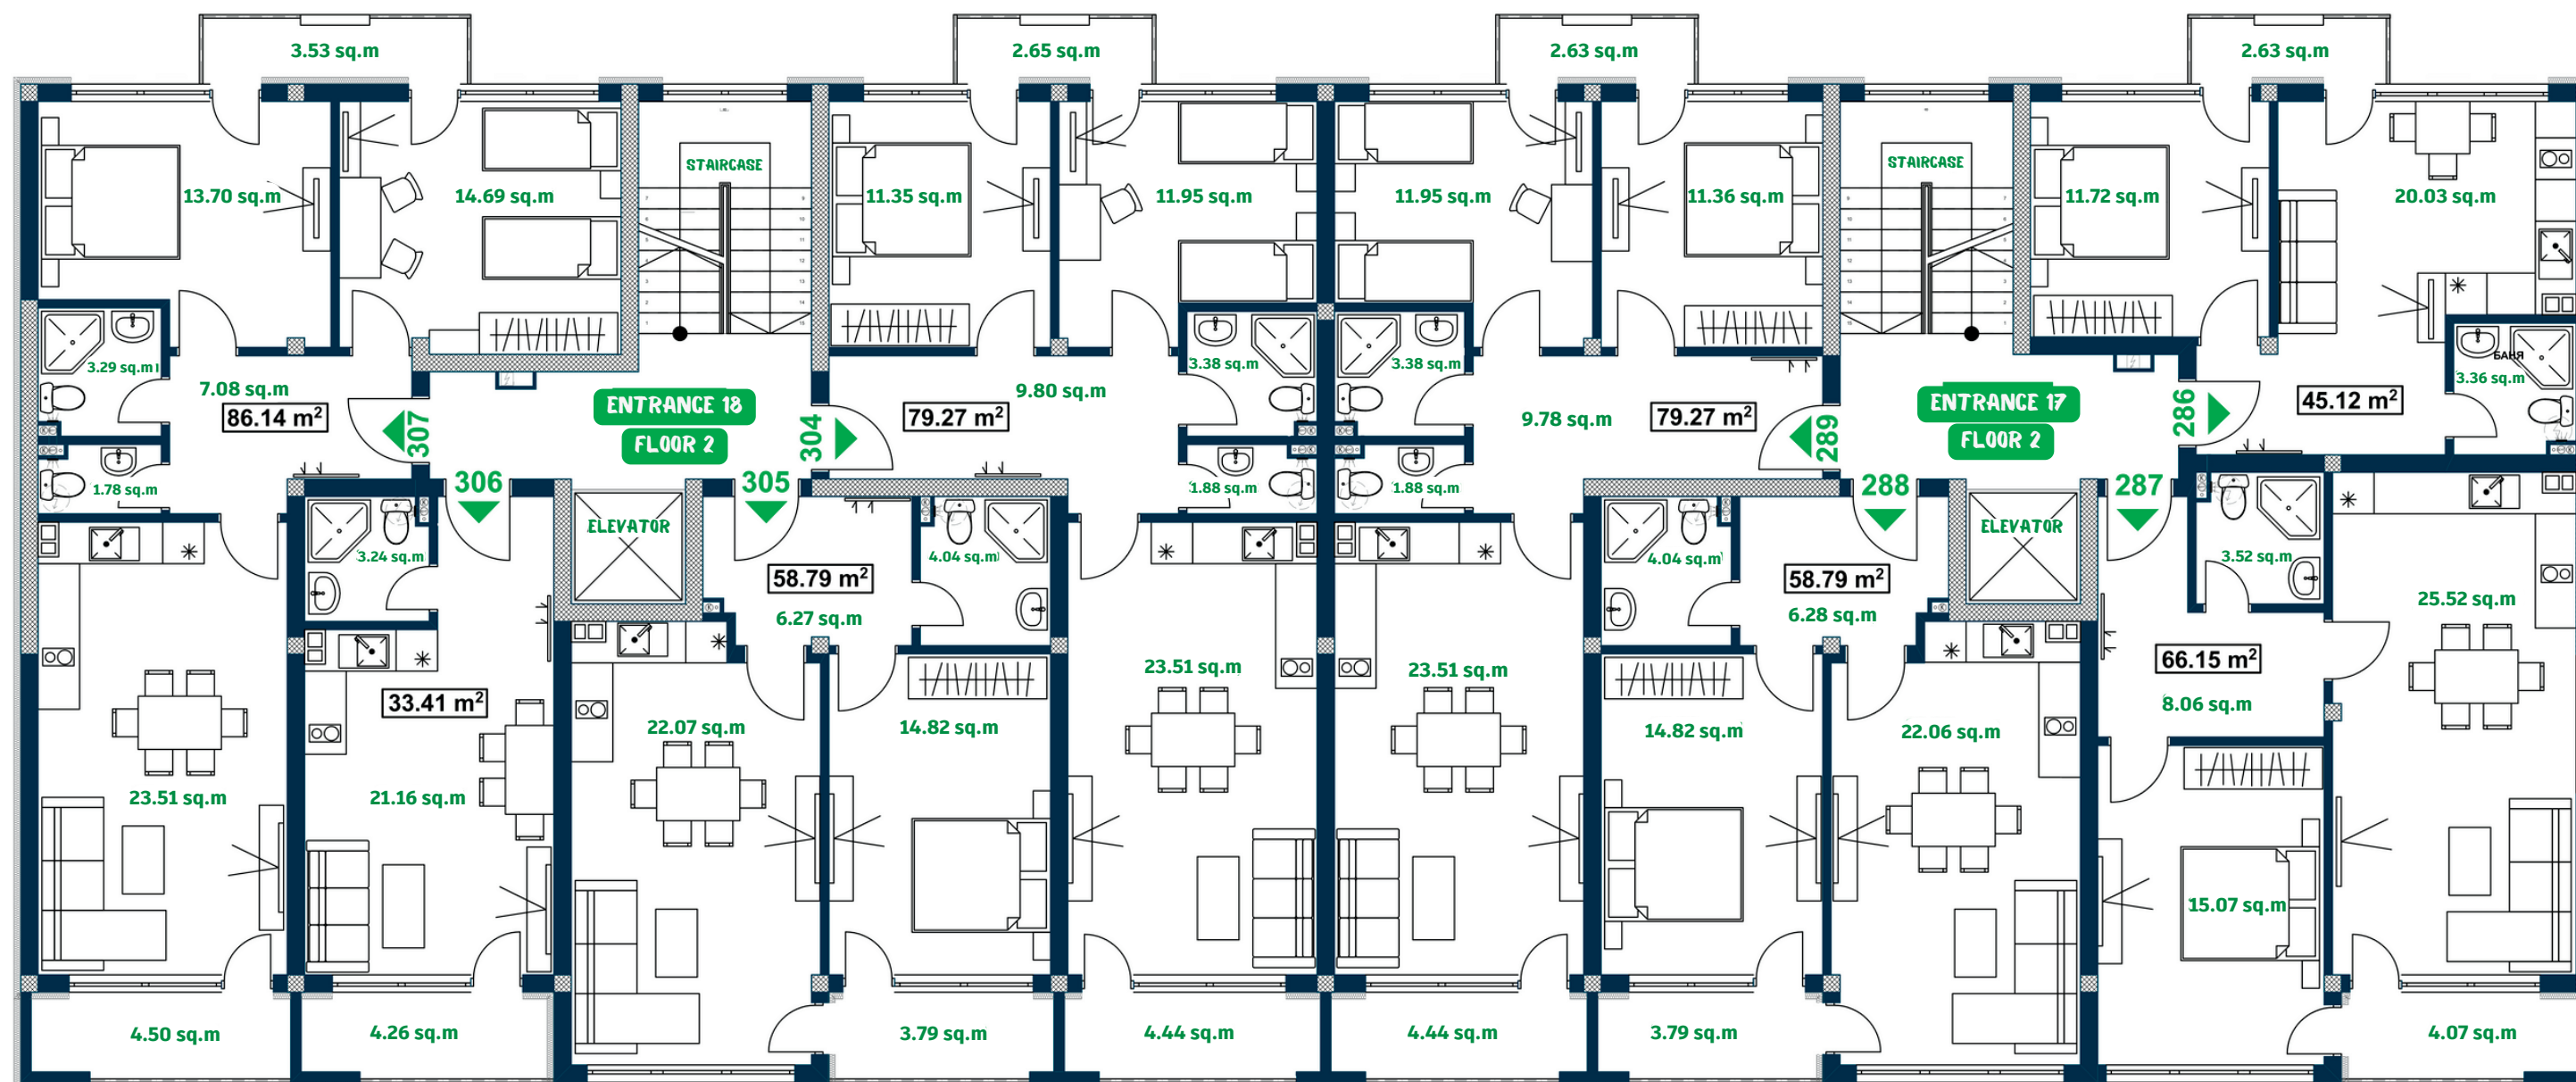 3.53 sq.m
2.65 sq.m
2.63 sq.m
2.63 sq.m
STAIRCASE
STAIRCASE
13.70 sq.m
14.69 sq.m
11.35 sq.m
11.95 sq.m
11.95 sq.m
11.36 sq.m
11.72 sq.m
20.03 sq.m
3.29 sq.m
7.08 sq.m
86.14 m²
307
ENTRANCE 18
FLOOR 2
304
79.27 m²
9.80 sq.m
3.38 sq.m
3.38 sq.m
9.78 sq.m
79.27 m²
289
ENTRANCE 17
FLOOR 2
286
45.12 m²
БАНЯ
3.36 sq.m
1.78 sq.m
306
305
1.88 sq.m
1.88 sq.m
288
287
ELEVATOR
ELEVATOR
3.24 sq.m
58.79 m²
6.27 sq.m
4.04 sq.m
4.04 sq.m
58.79 m²
6.28 sq.m
3.52 sq.m
25.52 sq.m
33.41 m²
66.15 m²
8.06 sq.m
23.51 sq.m
21.16 sq.m
22.07 sq.m
14.82 sq.m
23.51 sq.m
23.51 sq.m
14.82 sq.m
22.06 sq.m
15.07 sq.m
4.50 sq.m
4.26 sq.m
3.79 sq.m
4.44 sq.m
4.44 sq.m
3.79 sq.m
4.07 sq.m